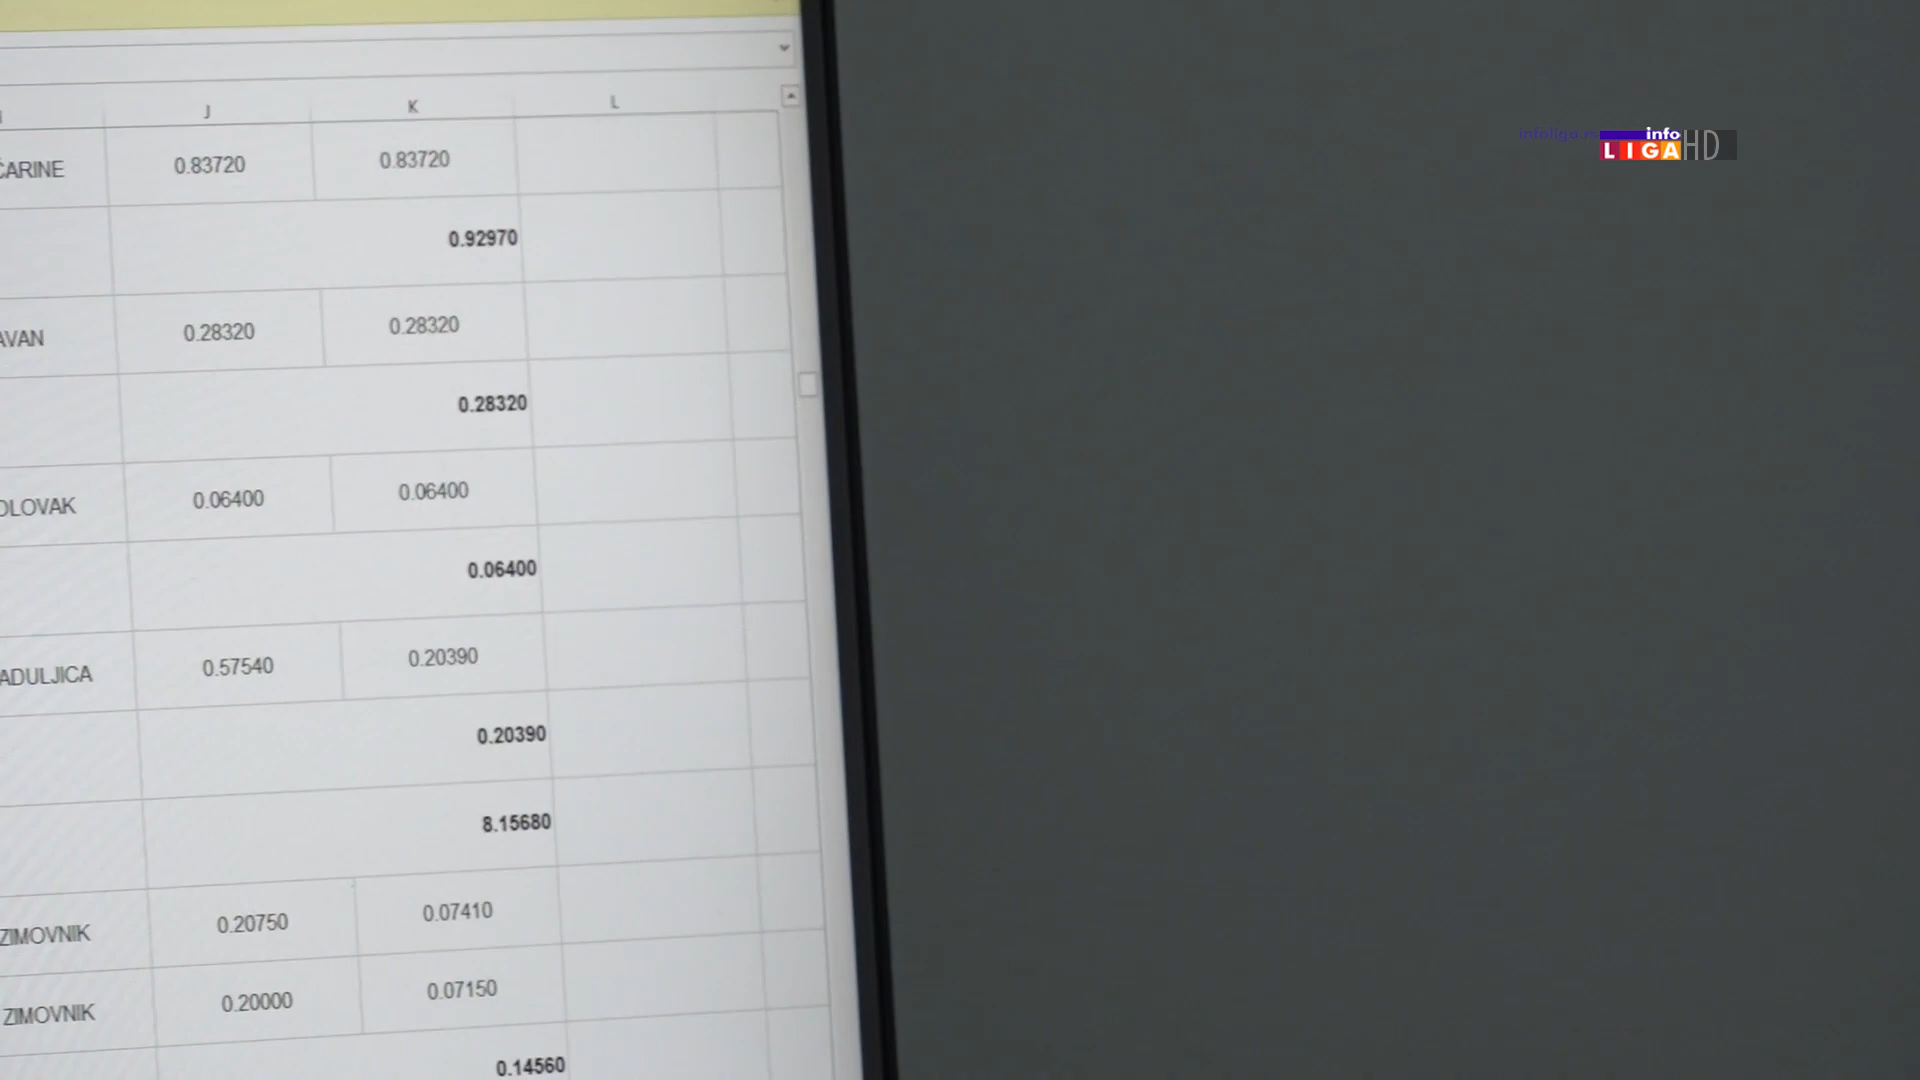 J K L
ČARINE 0.83720 0.83720
0.92970
AVAN 0.28320 0.28320
0.28320
OLOVAK 0.06400 0.06400
0.06400
ADULJICA 0.57540 0.20390
0.20390
8.15680
ZIMOVNIK 0.20750 0.07410
ZIMOVNIK 0.20000 0.07150
0.14560
info
LIGA HD